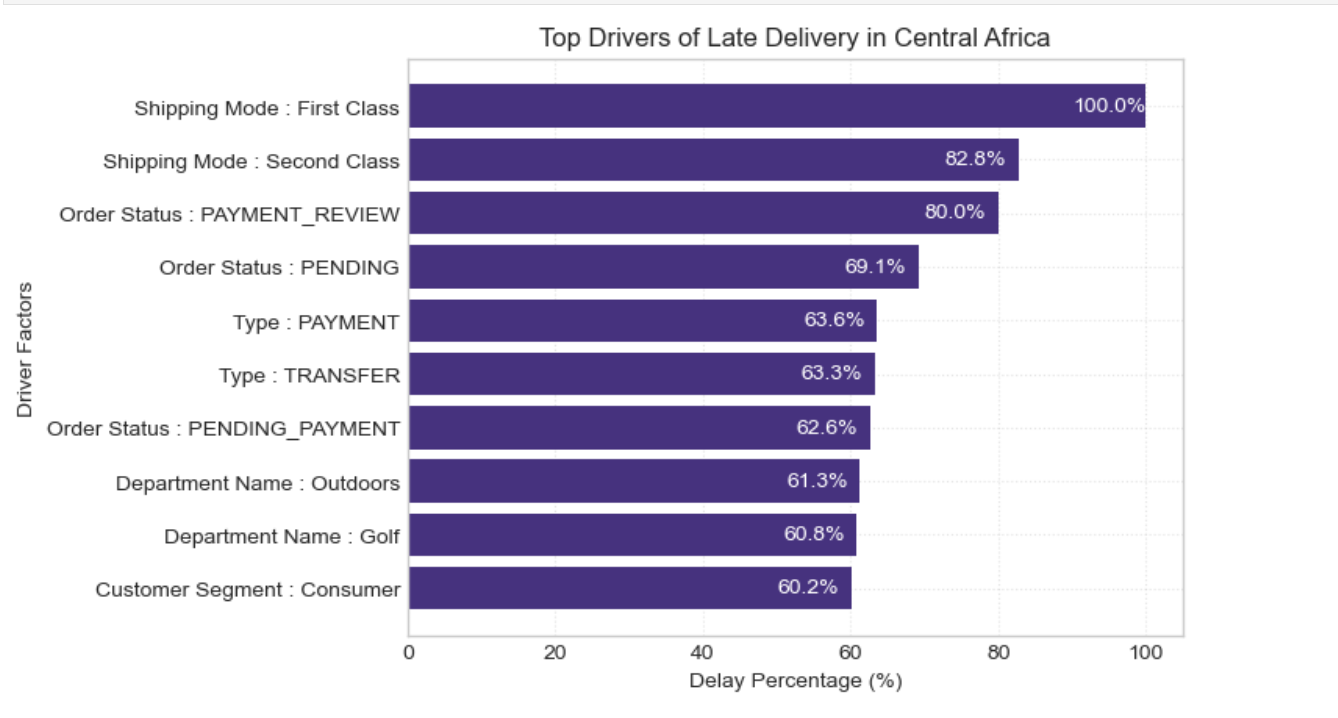 Top Drivers of Late Delivery in Central Africa
Driver Factors
Shipping Mode : First Class 100.0%
Shipping Mode : Second Class 82.8%
Order Status : PAYMENT_REVIEW 80.0%
Order Status : PENDING 69.1%
Type : PAYMENT 63.6%
Type : TRANSFER 63.3%
Order Status : PENDING_PAYMENT 62.6%
Department Name : Outdoors 61.3%
Department Name : Golf 60.8%
Customer Segment : Consumer 60.2%
0 20 40 60 80 100
Delay Percentage (%)